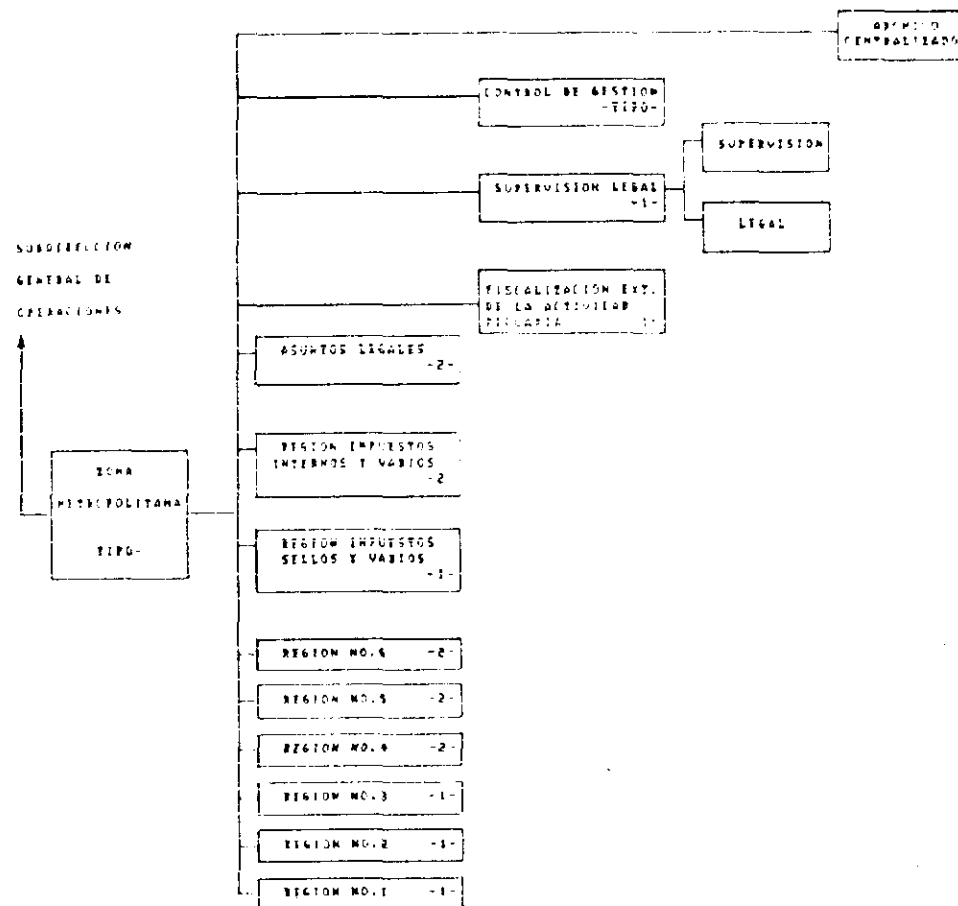 ARCHIVO
CENTRALIZADO
CONTROL DE GESTION
-TIPO-
SUPERVISION
SUPERVISION LEGAL
-1-
LEGAL
SUBDIRECCION
GENERAL DE
OPERACIONES
FISCALIZACION EXT.
DE LA ACTIVIDAD
ASUNTOS LEGALES
-2-
REGION IMPUESTOS
INTERNOS Y VARIOS
-2
ZONA
METROPOLITANA
TIPO-
REGION IMPUESTOS
SELLOS Y VARIOS
-1-
REGION NO.6 -2-
REGION NO.5 -2-
REGION NO.4 -2-
REGION NO.3 -1-
REGION NO.2 -1-
REGION NO.1 -1-